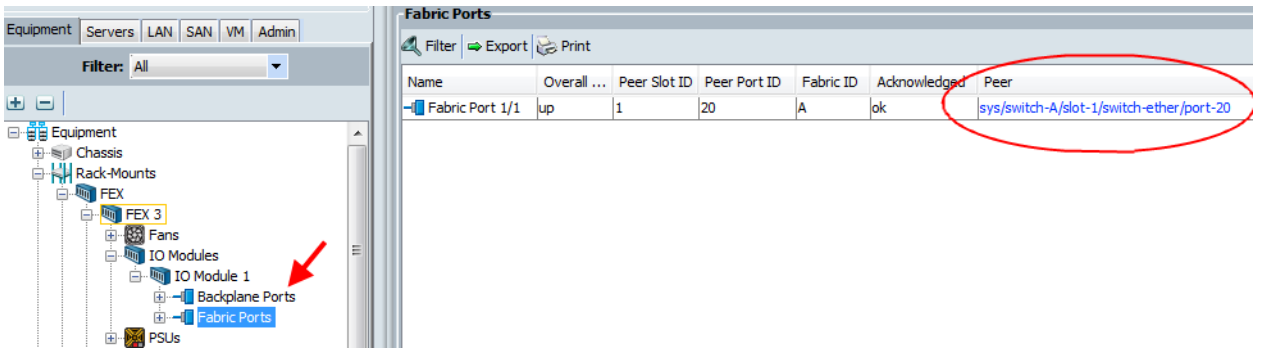 Equipment Servers LAN SAN VM Admin
Filter: All
Equipment
Chassis
Rack-Mounts
FEX
FEX 3
Fans
IO Modules
IO Module 1
Backplane Ports
Fabric Ports
PSUs
Fabric Ports
Filter Export Print
Name Overall ... Peer Slot ID Peer Port ID Fabric ID Acknowledged Peer
Fabric Port 1/1 up 1 20 A ok sys/switch-A/slot-1/switch-ether/port-20